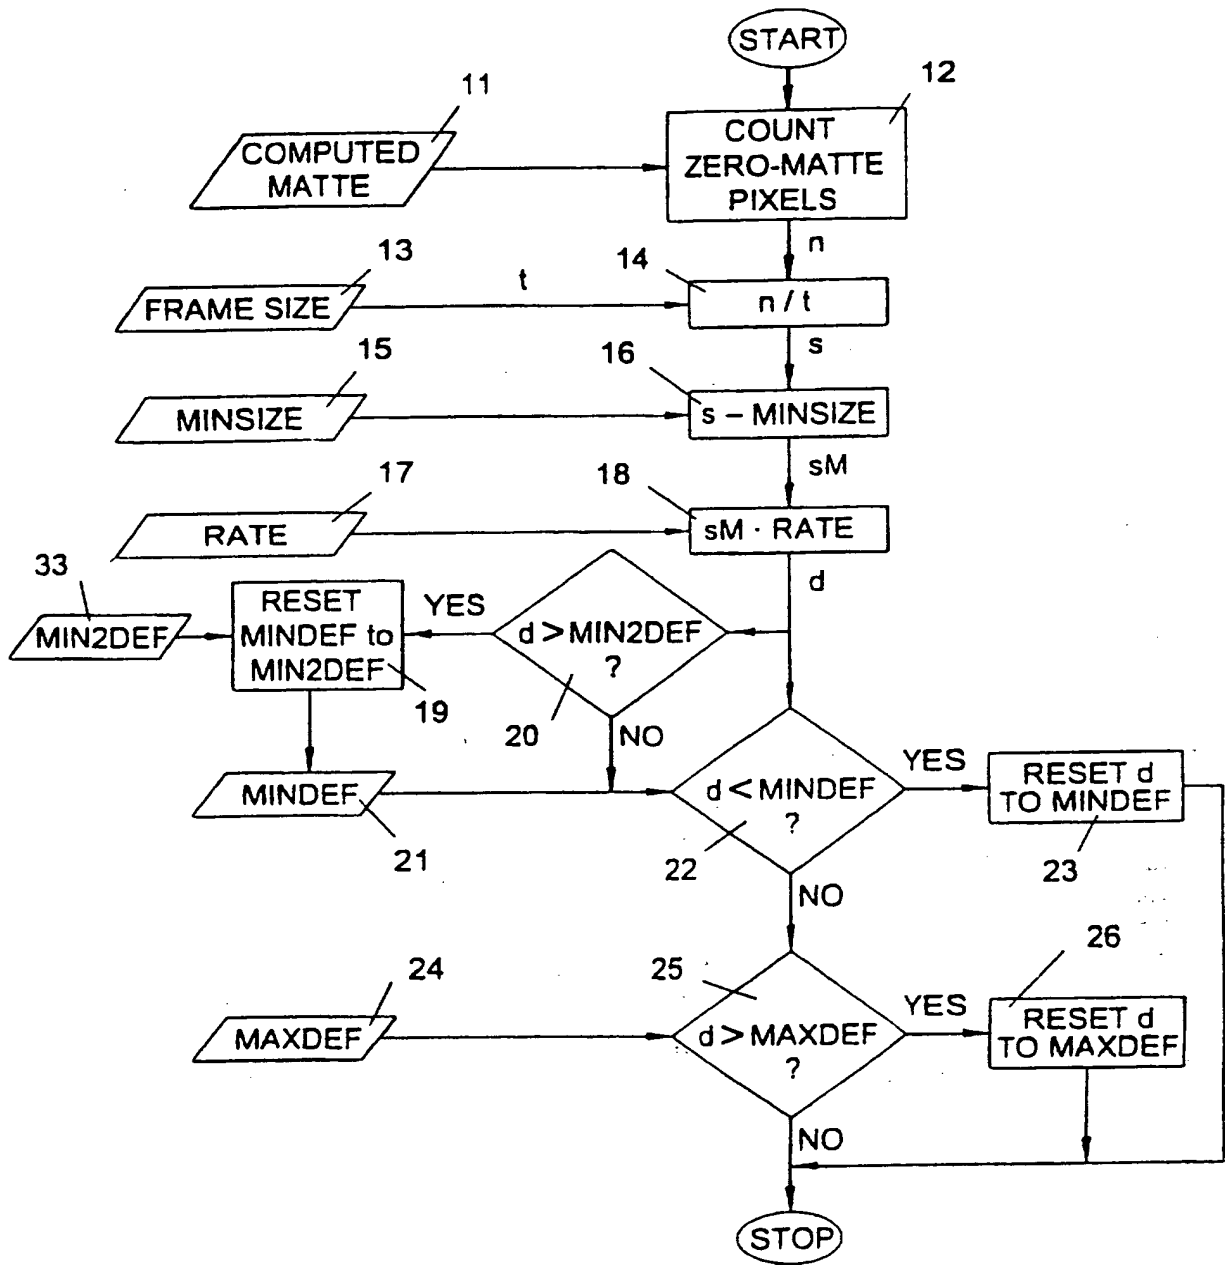 START
11
12
COMPUTED
MATTE
COUNT
ZERO-MATTE
PIXELS
n
13
t
14
FRAME SIZE
n / t
s
15
16
MINSIZE
s – MINSIZE
sM
17
18
RATE
sM · RATE
d
33
MIN2DEF
RESET
MINDEF to
MIN2DEF
19
YES
d > MIN2DEF
?
20
NO
MINDEF
21
d < MINDEF
?
22
YES
RESET d
TO MINDEF
23
NO
24
25
26
MAXDEF
d > MAXDEF
?
YES
RESET d
TO MAXDEF
NO
STOP